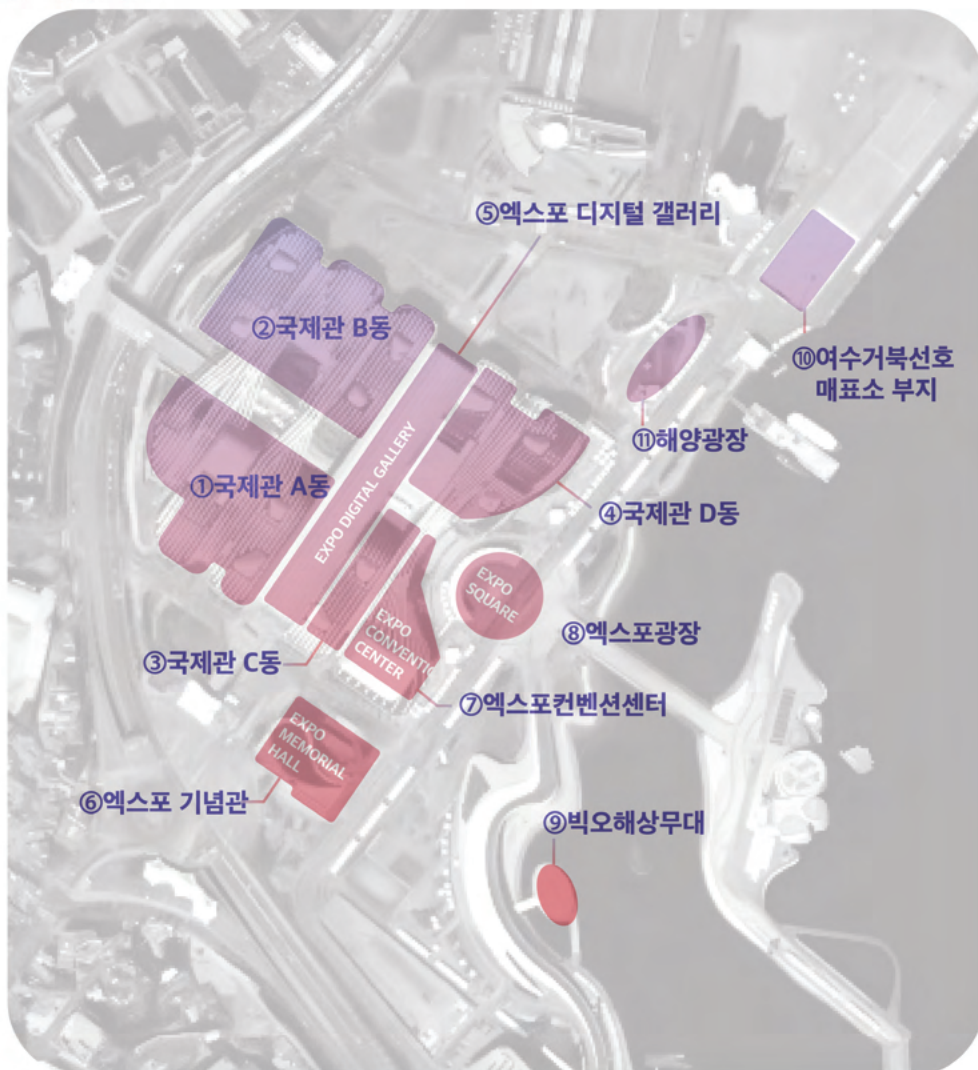 ⑤엑스포 디지털 갤러리
②국제관 B동
⑩여수거북선호
매표소 부지
⑪해양광장
①국제관 A동
EXPO DIGITAL GALLERY
④국제관 D동
EXPO
SQUARE
⑧엑스포광장
EXPO
CONVENTIC
CENTER
③국제관 C동
⑦엑스포컨벤션센터
EXPO
MEMORIAL
HALL
⑥엑스포 기념관
⑨빅오해상무대